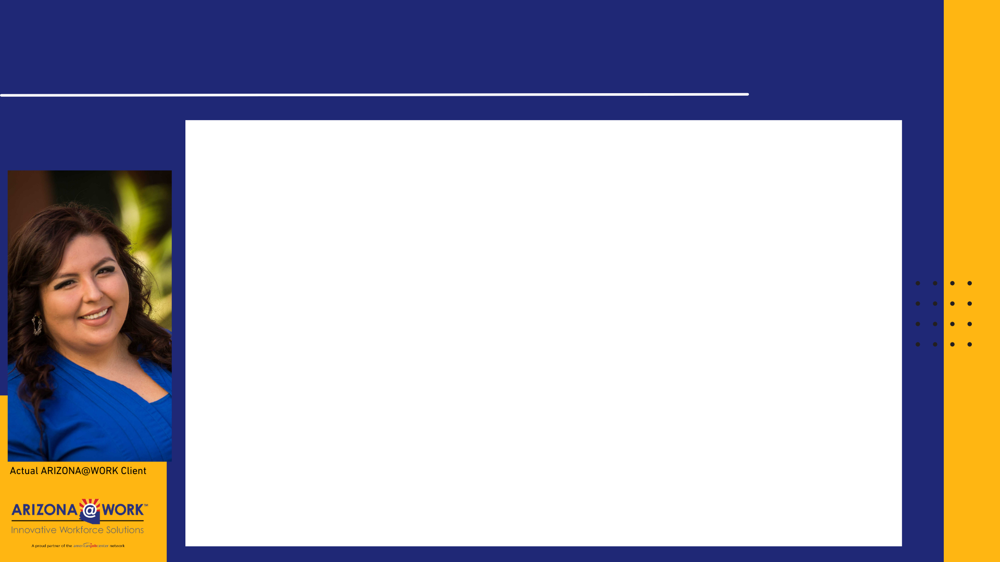 Actual ARIZONA@WORK Client
ARIZONA@WORK™
Innovative Workforce Solutions
A proud partner of the americanjobcenter network